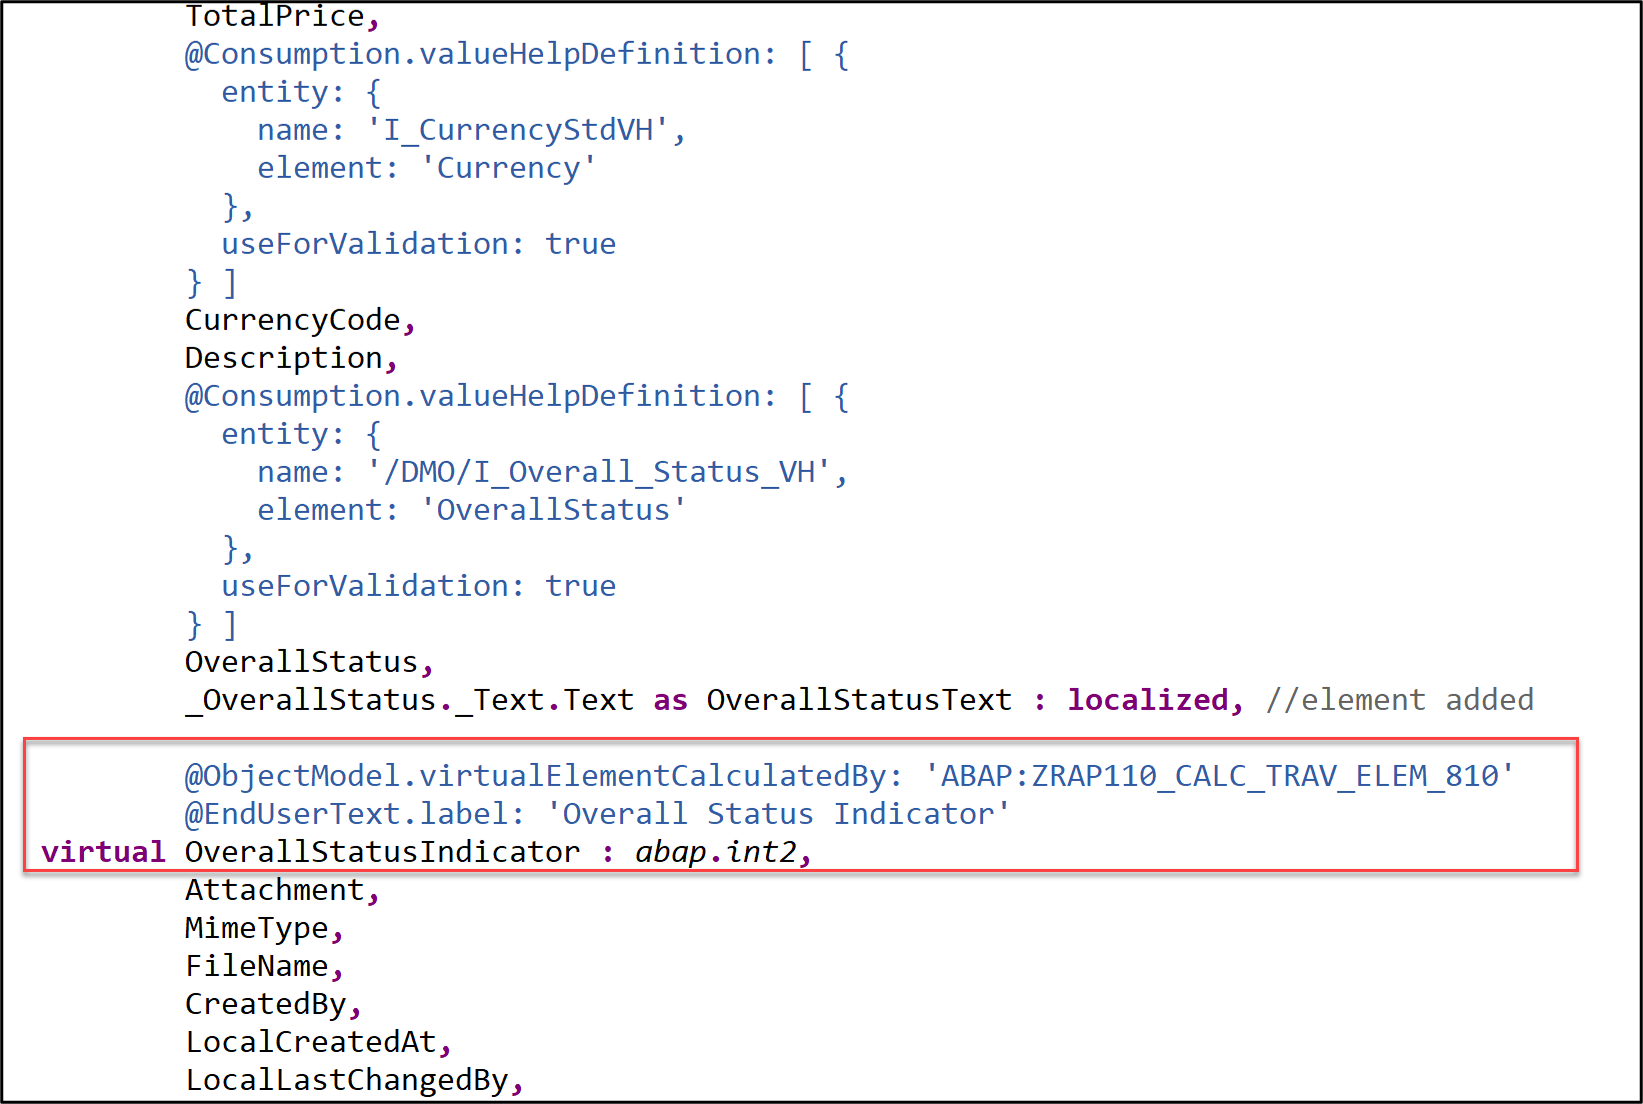 TotalPrice,
@Consumption.valueHelpDefinition: [ {
entity: {
name: 'I_CurrencyStdVH',
element: 'Currency'
},
useForValidation: true
} ]
CurrencyCode,
Description,
@Consumption.valueHelpDefinition: [ {
entity: {
name: '/DMO/I_Overall_Status_VH',
element: 'OverallStatus'
},
useForValidation: true
} ]
OverallStatus,
_OverallStatus._Text.Text as OverallStatusText : localized, //element added
@ObjectModel.virtualElementCalculatedBy: 'ABAP:ZRAP110_CALC_TRAV_ELEM_810'
@EndUserText.label: 'Overall Status Indicator'
virtual OverallStatusIndicator : abap.int2,
Attachment,
MimeType,
FileName,
CreatedBy,
LocalCreatedAt,
LocalLastChangedBy,